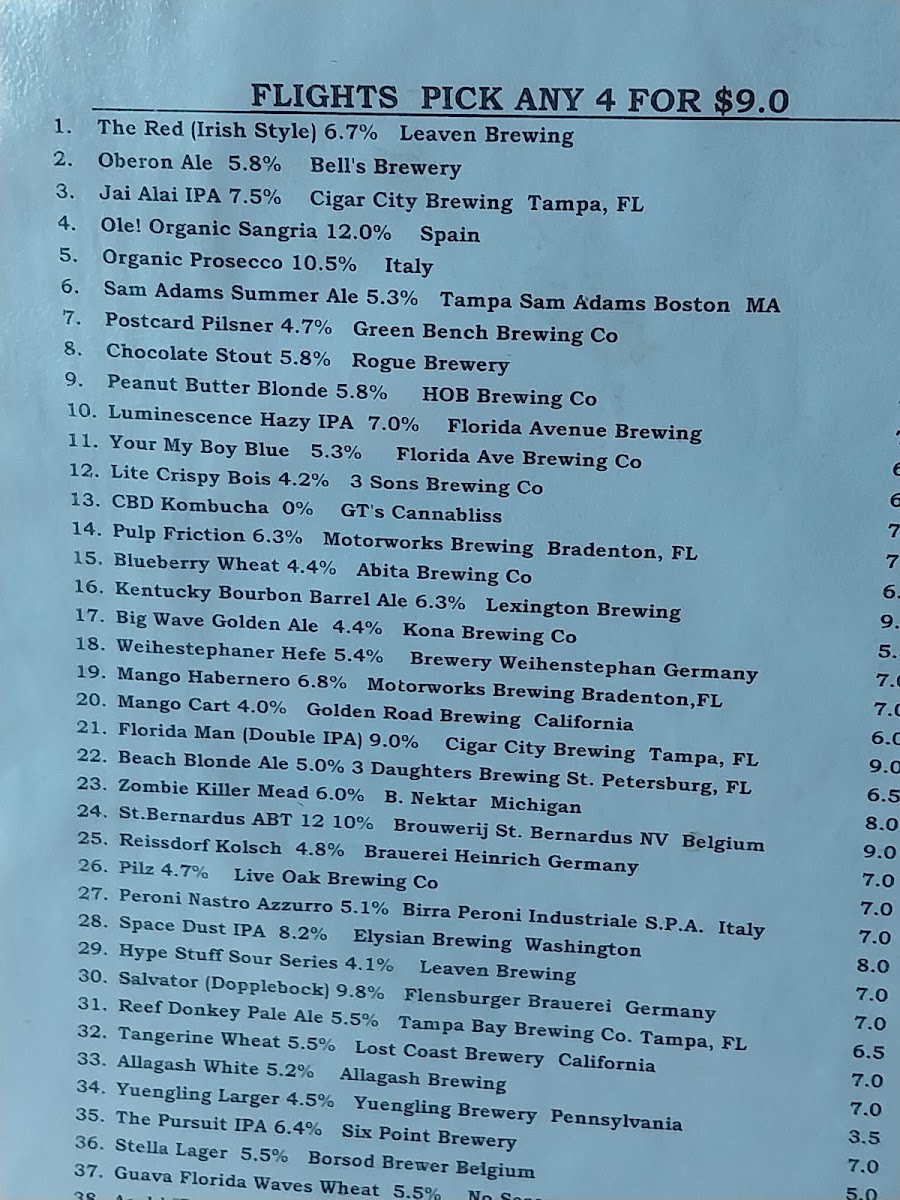 FLIGHTS PICK ANY 4 FOR $9.0
1. The Red (Irish Style) 6.7% Leaven Brewing
2. Oberon Ale 5.8% Bell's Brewery
3. Jai Alai IPA 7.5% Cigar City Brewing Tampa, FL
4. Ole! Organic Sangria 12.0% Spain
5. Organic Prosecco 10.5% Italy
6. Sam Adams Summer Ale 5.3% Tampa Sam Adams Boston MA
7. Postcard Pilsner 4.7% Green Bench Brewing Co
8. Chocolate Stout 5.8% Rogue Brewery
9. Peanut Butter Blonde 5.8% HOB Brewing Co
10. Luminescence Hazy IPA 7.0% Florida Avenue Brewing
11. Your My Boy Blue 5.3% Florida Ave Brewing Co 6
12. Lite Crispy Bois 4.2% 3 Sons Brewing Co 6
13. CBD Kombucha 0% GT's Cannabliss 7
14. Pulp Friction 6.3% Motorworks Brewing Bradenton, FL 7
15. Blueberry Wheat 4.4% Abita Brewing Co 6.
16. Kentucky Bourbon Barrel Ale 6.3% Lexington Brewing 9.
17. Big Wave Golden Ale 4.4% Kona Brewing Co 5.
18. Weihestephaner Hefe 5.4% Brewery Weihenstephan Germany 7.0
19. Mango Habernero 6.8% Motorworks Brewing Bradenton,FL 7.0
20. Mango Cart 4.0% Golden Road Brewing California 6.0
21. Florida Man (Double IPA) 9.0% Cigar City Brewing Tampa, FL 9.0
22. Beach Blonde Ale 5.0% 3 Daughters Brewing St. Petersburg, FL 6.5
23. Zombie Killer Mead 6.0% B. Nektar Michigan 8.0
24. St.Bernardus ABT 12 10% Brouwerij St. Bernardus NV Belgium 9.0
25. Reissdorf Kolsch 4.8% Brauerei Heinrich Germany 7.0
26. Pilz 4.7% Live Oak Brewing Co 7.0
27. Peroni Nastro Azzurro 5.1% Birra Peroni Industriale S.P.A. Italy 7.0
28. Space Dust IPA 8.2% Elysian Brewing Washington 8.0
29. Hype Stuff Sour Series 4.1% Leaven Brewing 7.0
30. Salvator (Dopplebock) 9.8% Flensburger Brauerei Germany 7.0
31. Reef Donkey Pale Ale 5.5% Tampa Bay Brewing Co. Tampa, FL 6.5
32. Tangerine Wheat 5.5% Lost Coast Brewery California 7.0
33. Allagash White 5.2% Allagash Brewing 7.0
34. Yuengling Larger 4.5% Yuengling Brewery Pennsylvania 3.5
35. The Pursuit IPA 6.4% Six Point Brewery 7.0
36. Stella Lager 5.5% Borsod Brewer Belgium 5.0
37. Guava Florida Waves Wheat 5.5% No
38.